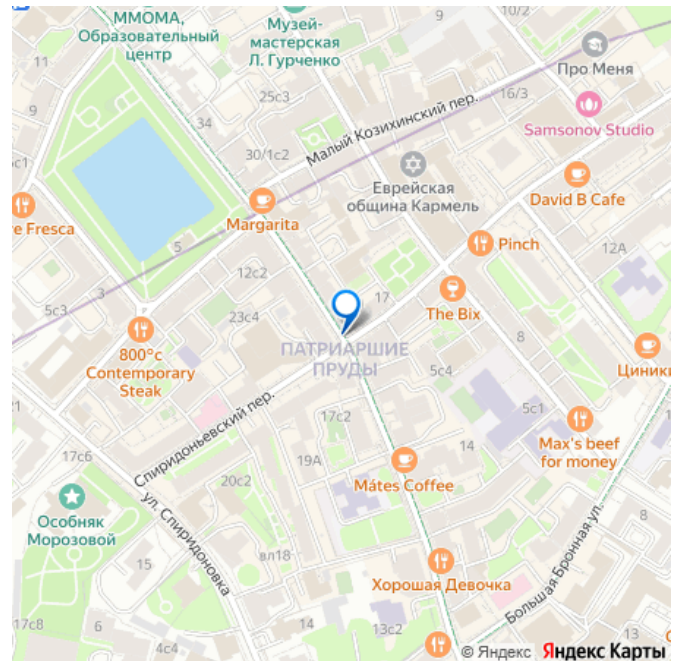 ММОМА,
Образовательный
центр
Музей-
мастерская
Л. Гурченко
9
10/2
Про Меня
11
9
25с3
34
16/3
Samsonov Studio
30/1с2
Малый Козихинский пер.
Еврейская
община Кармель
David B Cafe
Margarita
Pinch
5
12А
12с2
17
The Bix
5с3
23с4
800°с
Contemporary
Steak
ПАТРИАРШИЕ
ПРУДЫ
8
5с4
Циники
21
Спиридоньевский пер.
17с2
5с1
Max's beef
for money
17с6
19А
14
20с2
Mátes Coffee
Особняк
Морозовой
ул. Спиридоновка
Большая Бронная ул.
8
15
вл18
Хорошая Девочка
17с8
6
14
13с2
© Яндекс Яндекс Карты